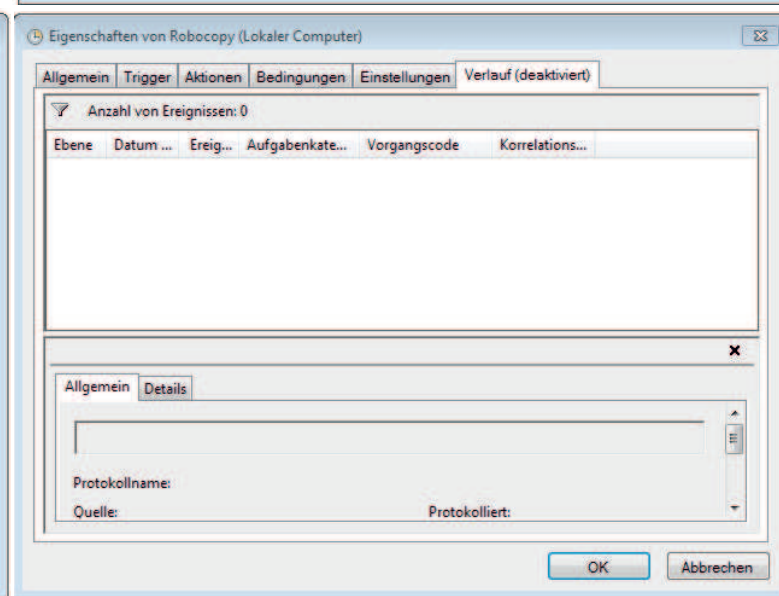 Eigenschaften von Robocopy (Lokaler Computer)
Allgemein Trigger Aktionen Bedingungen Einstellungen Verlauf (deaktiviert)
Anzahl von Ereignissen: 0
Ebene Datum ... Ereig... Aufgabenkate... Vorgangscode Korrelations...
Allgemein Details
Protokollname:
Quelle: Protokolliert:
OK Abbrechen